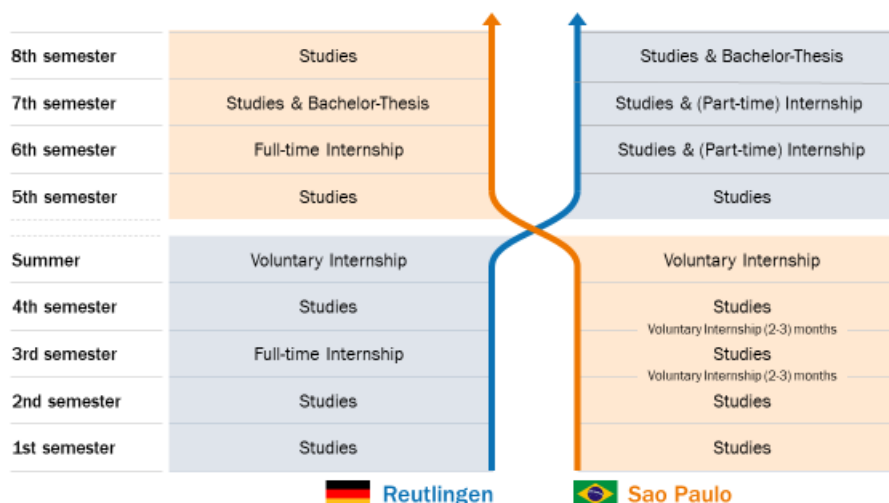 8th semester Studies Studies & Bachelor-Thesis
7th semester Studies & Bachelor-Thesis Studies & (Part-time) Internship
6th semester Full-time Internship Studies & (Part-time) Internship
5th semester Studies Studies
Summer Voluntary Internship Voluntary Internship
4th semester Studies Studies
Voluntary Internship (2-3) months
3rd semester Full-time Internship Studies
Voluntary Internship (2-3) months
2nd semester Studies Studies
1st semester Studies Studies
Reutlingen Sao Paulo